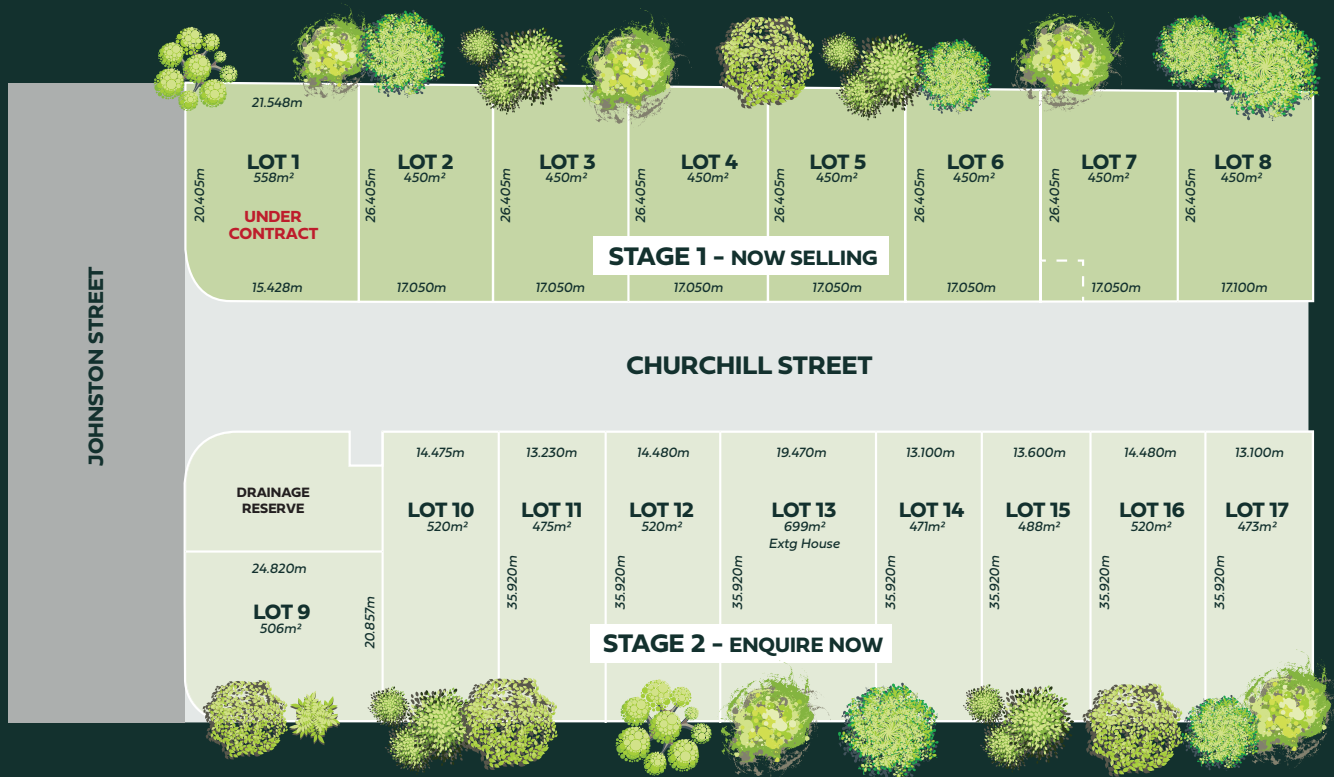 21.548m
LOT 1
558m²
20.405m
UNDER
CONTRACT
15.428m
LOT 2
450m²
26.405m
17.050m
LOT 3
450m²
26.405m
17.050m
LOT 4
450m²
26.405m
17.050m
LOT 5
450m²
26.405m
17.050m
LOT 6
450m²
26.405m
17.050m
LOT 7
450m²
26.405m
17.050m
LOT 8
450m²
26.405m
17.100m
STAGE 1 - NOW SELLING
JOHNSTON STREET
CHURCHILL STREET
DRAINAGE
RESERVE
24.820m
LOT 9
506m²
20.857m
14.475m
LOT 10
520m²
13.230m
LOT 11
475m²
35.920m
14.480m
LOT 12
520m²
35.920m
19.470m
LOT 13
699m²
Extg House
35.920m
13.100m
LOT 14
471m²
35.920m
13.600m
LOT 15
488m²
35.920m
14.480m
LOT 16
520m²
35.920m
13.100m
LOT 17
473m²
35.920m
STAGE 2 - ENQUIRE NOW